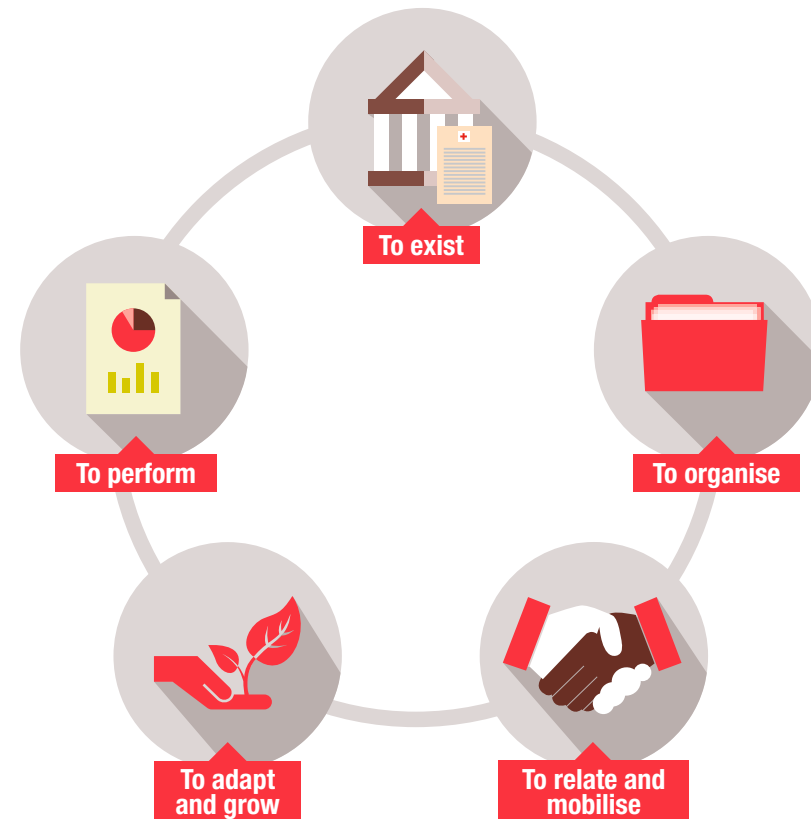 To exist
To organise
To relate and
mobilise
To adapt
and grow
To perform